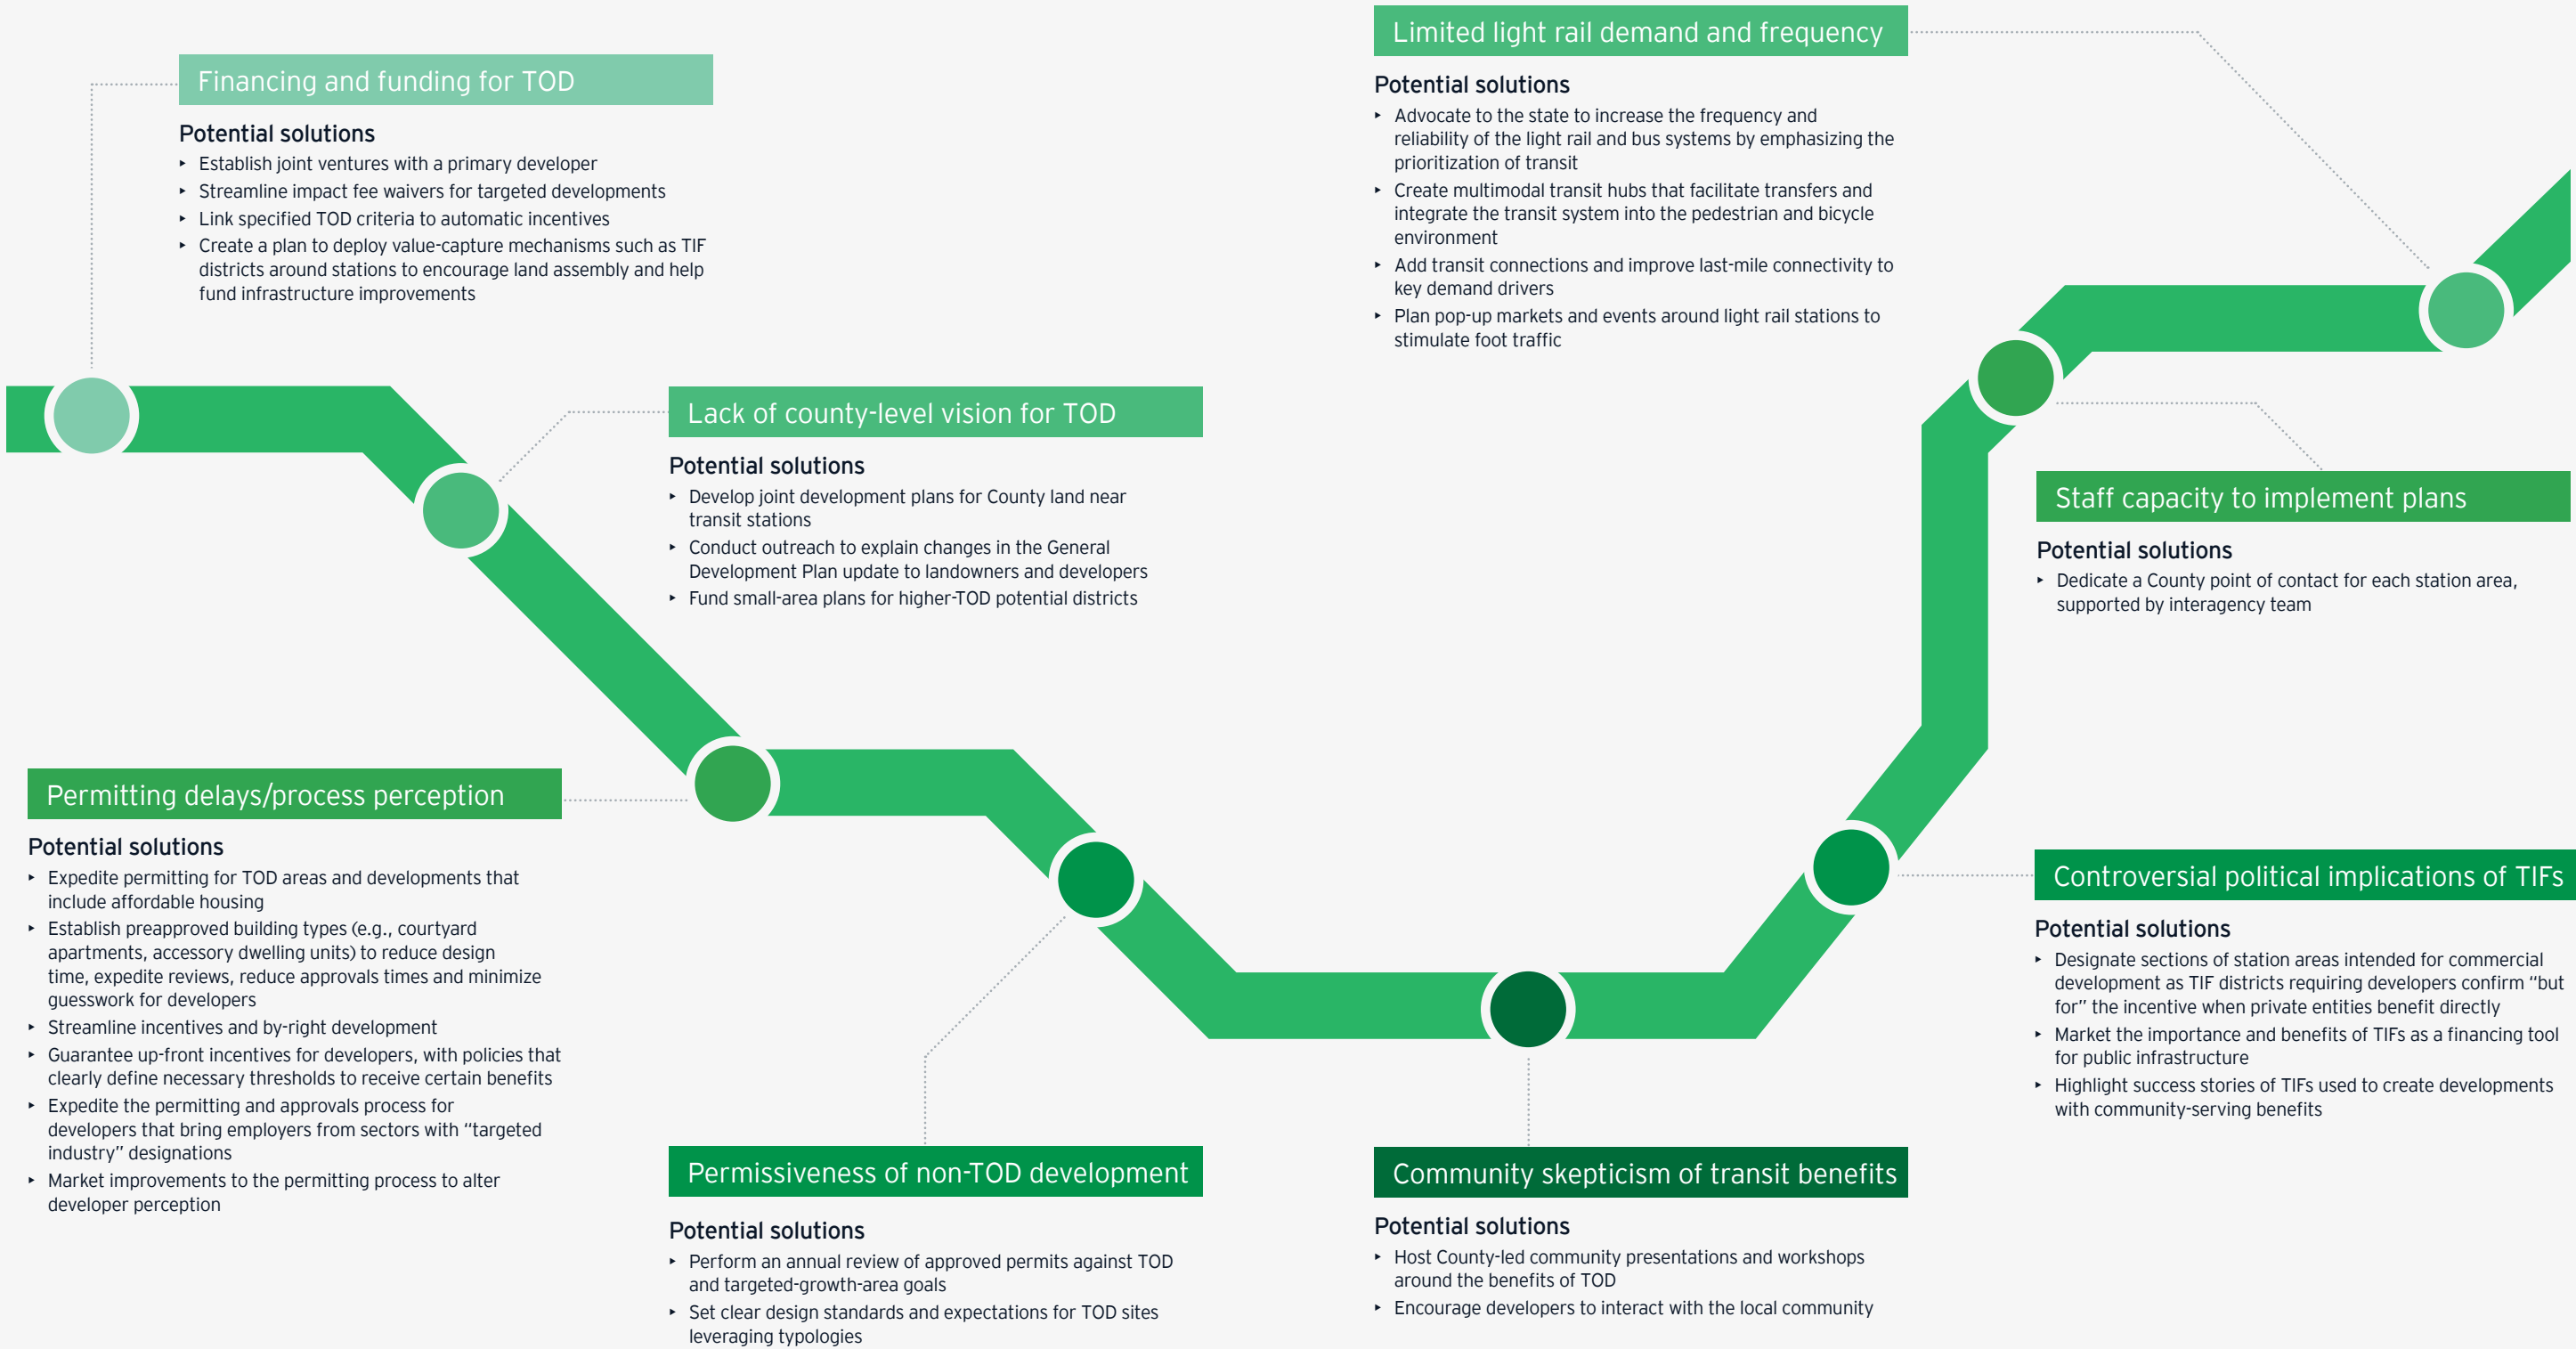 Financing and funding for TOD
Potential solutions
‣ Establish joint ventures with a primary developer
‣ Streamline impact fee waivers for targeted developments
‣ Link specified TOD criteria to automatic incentives
‣ Create a plan to deploy value-capture mechanisms such as TIF
districts around stations to encourage land assembly and help
fund infrastructure improvements
Lack of county-level vision for TOD
Potential solutions
‣ Develop joint development plans for County land near
transit stations
‣ Conduct outreach to explain changes in the General
Development Plan update to landowners and developers
‣ Fund small-area plans for higher-TOD potential districts
Permitting delays/process perception
Potential solutions
‣ Expedite permitting for TOD areas and developments that
include affordable housing
‣ Establish preapproved building types (e.g., courtyard
apartments, accessory dwelling units) to reduce design
time, expedite reviews, reduce approvals times and minimize
guesswork for developers
‣ Streamline incentives and by-right development
‣ Guarantee up-front incentives for developers, with policies that
clearly define necessary thresholds to receive certain benefits
‣ Expedite the permitting and approvals process for
developers that bring employers from sectors with “targeted
industry” designations
‣ Market improvements to the permitting process to alter
developer perception
Permissiveness of non-TOD development
Potential solutions
‣ Perform an annual review of approved permits against TOD
and targeted-growth-area goals
‣ Set clear design standards and expectations for TOD sites
leveraging typologies
Community skepticism of transit benefits
Potential solutions
‣ Host County-led community presentations and workshops
around the benefits of TOD
‣ Encourage developers to interact with the local community
Controversial political implications of TIFs
Potential solutions
‣ Designate sections of station areas intended for commercial
development as TIF districts requiring developers confirm “but
for” the incentive when private entities benefit directly
‣ Market the importance and benefits of TIFs as a financing tool
for public infrastructure
‣ Highlight success stories of TIFs used to create developments
with community-serving benefits
Staff capacity to implement plans
Potential solutions
‣ Dedicate a County point of contact for each station area,
supported by interagency team
Limited light rail demand and frequency
Potential solutions
‣ Advocate to the state to increase the frequency and
reliability of the light rail and bus systems by emphasizing the
prioritization of transit
‣ Create multimodal transit hubs that facilitate transfers and
integrate the transit system into the pedestrian and bicycle
environment
‣ Add transit connections and improve last-mile connectivity to
key demand drivers
‣ Plan pop-up markets and events around light rail stations to
stimulate foot traffic